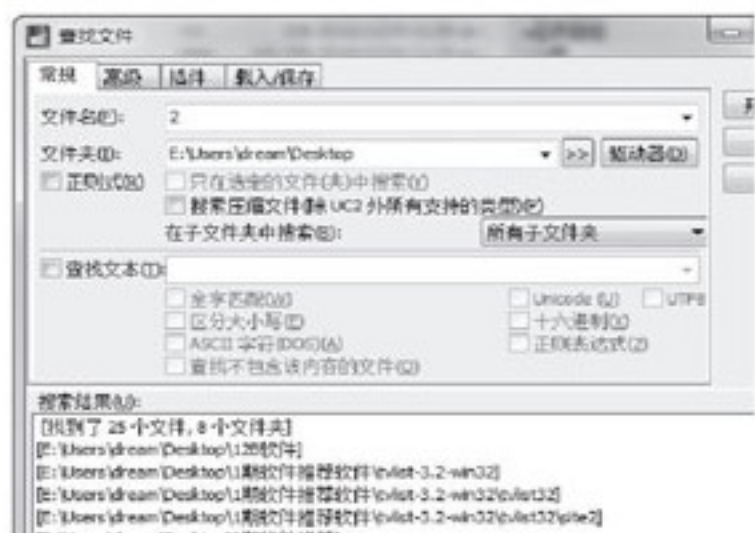 查找文件
常规 高级 插件 载入/保存
文件名(F): 2
文件夹(I): E:\Users\dream\Desktop >> 驱动器(D)
正则式(R) 只在选定的文件(夹)中搜索(Y)
搜索压缩文件(除 UC2 外所有支持的类型)(P)
在子文件夹中搜索(B): 所有子文件夹
查找文本(T):
全字匹配(W) Unicode (U) UTF8
区分大小写(E) 十六进制(X)
ASCII 字符(DOS)(A) 正则表达式(2)
查找不包含该内容的文件(Q)
搜索结果(L):
[找到了 25 个文件, 8 个文件夹]
[E:\Users\dream\Desktop\128软件]
[E:\Users\dream\Desktop\1期软件推荐软件\evlist-3.2-win32]
[E:\Users\dream\Desktop\1期软件推荐软件\evlist-3.2-win32\evlist32]
[E:\Users\dream\Desktop\1期软件推荐软件\evlist-3.2-win32\evlist32\site2]